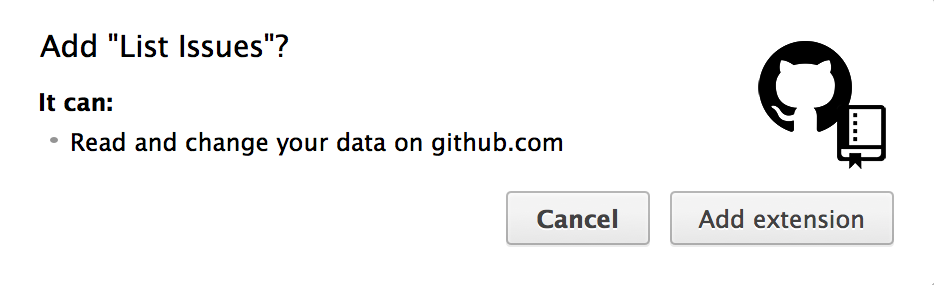 Add "List Issues"?
It can:
Read and change your data on github.com
Cancel
Add extension